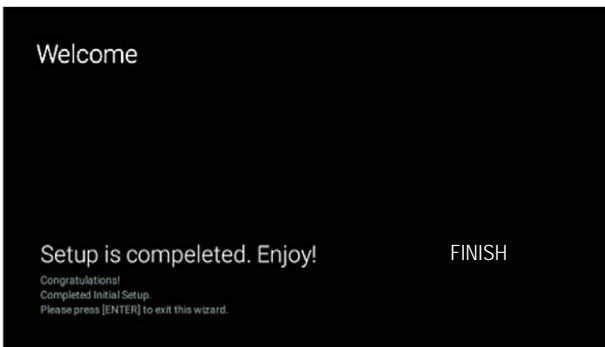 Welcome
Setup is compeleted. Enjoy!
FINISH
Congratulations!
Completed Initial Setup.
Please press [ENTER] to exit this wizard.